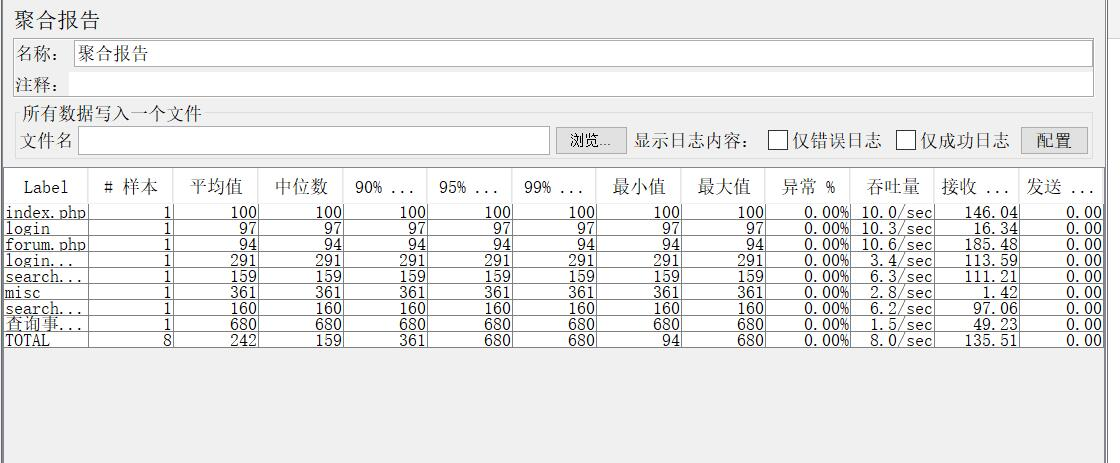 聚合报告
名称： 聚合报告
注释：
所有数据写入一个文件
文件名 浏览... 显示日志内容： 仅错误日志 仅成功日志 配置
Label # 样本 平均值 中位数 90% ... 95% ... 99% ... 最小值 最大值 异常 % 吞吐量 接收 ... 发送 ...
index.php 1 100 100 100 100 100 100 100 0.00% 10.0/sec 146.04 0.00
login 1 97 97 97 97 97 97 97 0.00% 10.3/sec 16.34 0.00
forum.php 1 94 94 94 94 94 94 94 0.00% 10.6/sec 185.48 0.00
login... 1 291 291 291 291 291 291 291 0.00% 3.4/sec 113.59 0.00
search... 1 159 159 159 159 159 159 159 0.00% 6.3/sec 111.21 0.00
misc 1 361 361 361 361 361 361 361 0.00% 2.8/sec 1.42 0.00
search... 1 160 160 160 160 160 160 160 0.00% 6.2/sec 97.06 0.00
查询事... 1 680 680 680 680 680 680 680 0.00% 1.5/sec 49.23 0.00
TOTAL 8 242 159 361 680 680 94 680 0.00% 8.0/sec 135.51 0.00